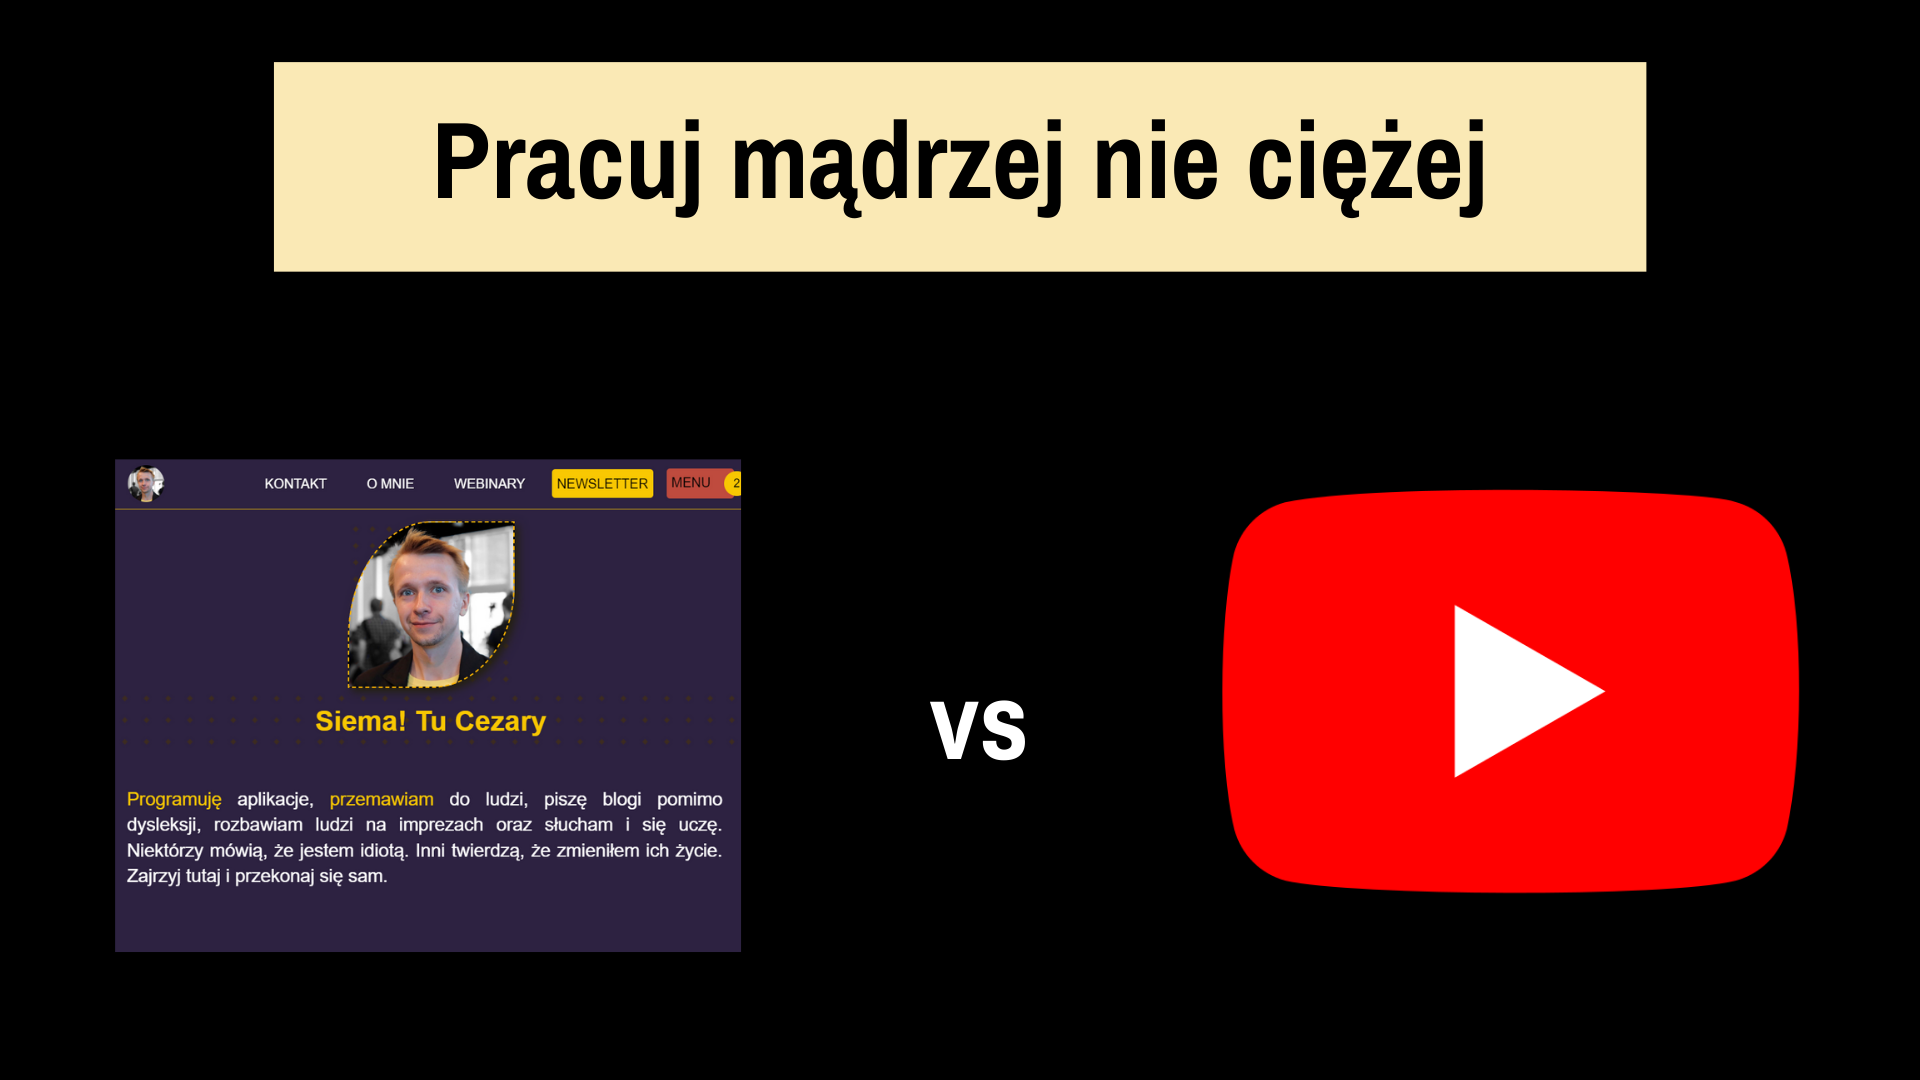 Pracuj mądrzej nie ciężej
KONTAKT O MNIE WEBINARY NEWSLETTER MENU 2
Siema! Tu Cezary
vs
Programuję aplikacje, przemawiam do ludzi, piszę blogi pomimo
dysleksji, rozbawiam ludzi na imprezach oraz słucham i się uczę.
Niektórzy mówią, że jestem idiotą. Inni twierdzą, że zmieniłem ich życie.
Zajrzyj tutaj i przekonaj się sam.